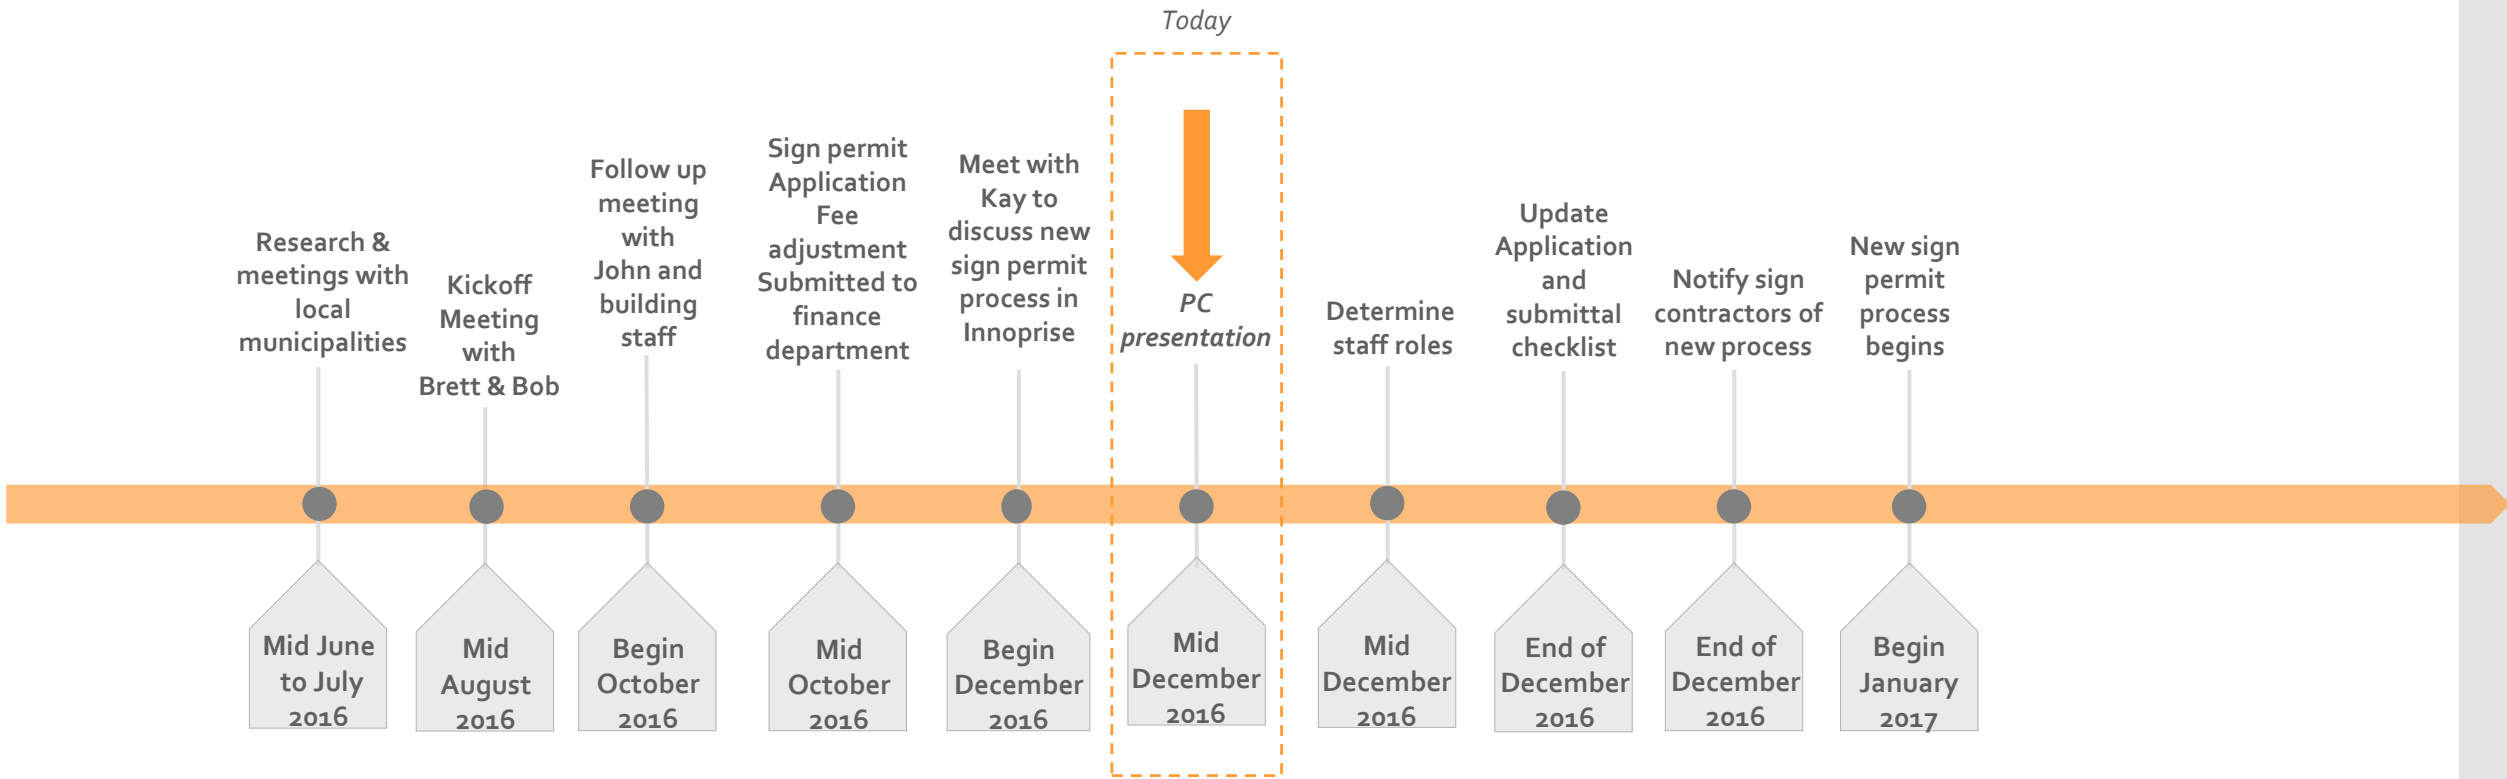 Today
Research &
meetings with
local
municipalities
Kickoff
Meeting
with
Brett & Bob
Follow up
meeting
with
John and
building
staff
Sign permit
Application
Fee
adjustment
Submitted to
finance
department
Meet with
Kay to
discuss new
sign permit
process in
Innoprise
PC
presentation
Determine
staff roles
Update
Application
and
submittal
checklist
Notify sign
contractors of
new process
New sign
permit
process
begins
Mid June
to July
2016
Mid
August
2016
Begin
October
2016
Mid
October
2016
Begin
December
2016
Mid
December
2016
Mid
December
2016
End of
December
2016
End of
December
2016
Begin
January
2017